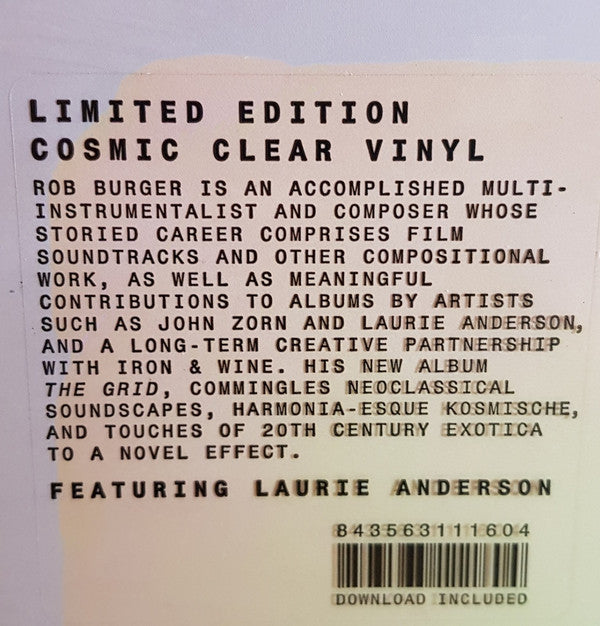 LIMITED EDITION
COSMIC CLEAR VINYL
ROB BURGER IS AN ACCOMPLISHED MULTI-
INSTRUMENTALIST AND COMPOSER WHOSE
STORIED CAREER COMPRISES FILM
SOUNDTRACKS AND OTHER COMPOSITIONAL
WORK, AS WELL AS MEANINGFUL
CONTRIBUTIONS TO ALBUMS BY ARTISTS
SUCH AS JOHN ZORN AND LAURIE ANDERSON,
AND A LONG-TERM CREATIVE PARTNERSHIP
WITH IRON & WINE. HIS NEW ALBUM
THE GRID, COMMINGLES NEOCLASSICAL
SOUNDSCAPES, HARMONIA-ESQUE KOSMISCHE,
AND TOUCHES OF 20TH CENTURY EXOTICA
TO A NOVEL EFFECT.
FEATURING LAURIE ANDERSON
843563111604
DOWNLOAD INCLUDED